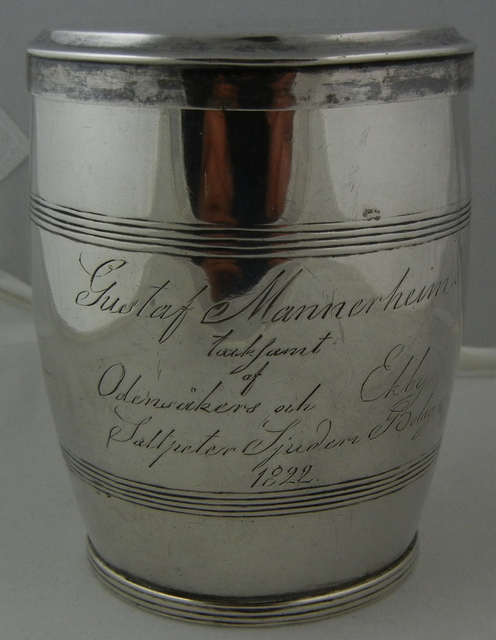 Gustaf Mannerheim
tacksamt
af
Odensåkers och Ekby
Saltpeter Sjuderi Bolag
1822.